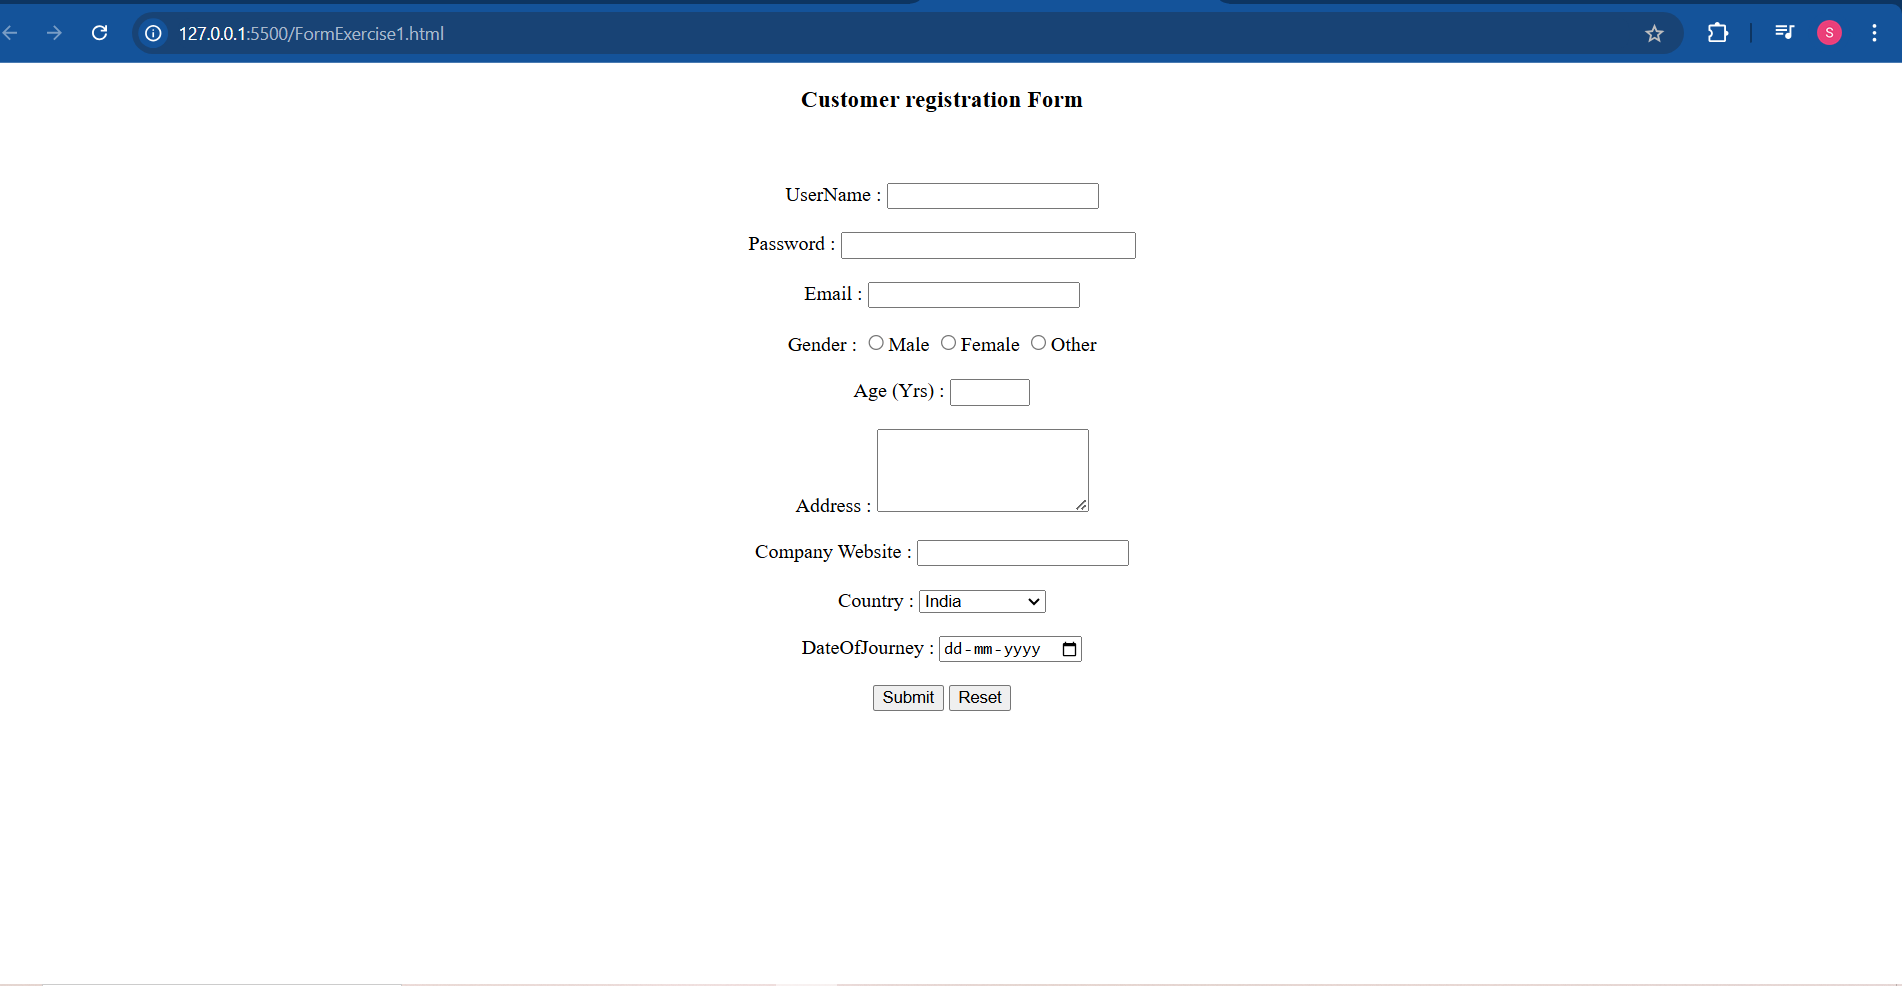 127.0.0.1:5500/FormExercise1.html
S
Customer registration Form
UserName :
Password :
Email :
Gender : Male Female Other
Age (Yrs) :
Address :
Company Website :
Country : India
DateOfJourney : dd-mm-yyyy
Submit Reset